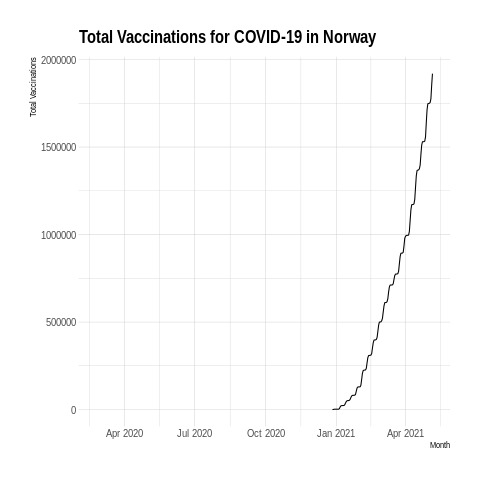 Total Vaccinations for COVID-19 in Norway
Total Vaccinations
2000000
1500000
1000000
500000
0
Apr 2020
Jul 2020
Oct 2020
Jan 2021
Apr 2021
Month